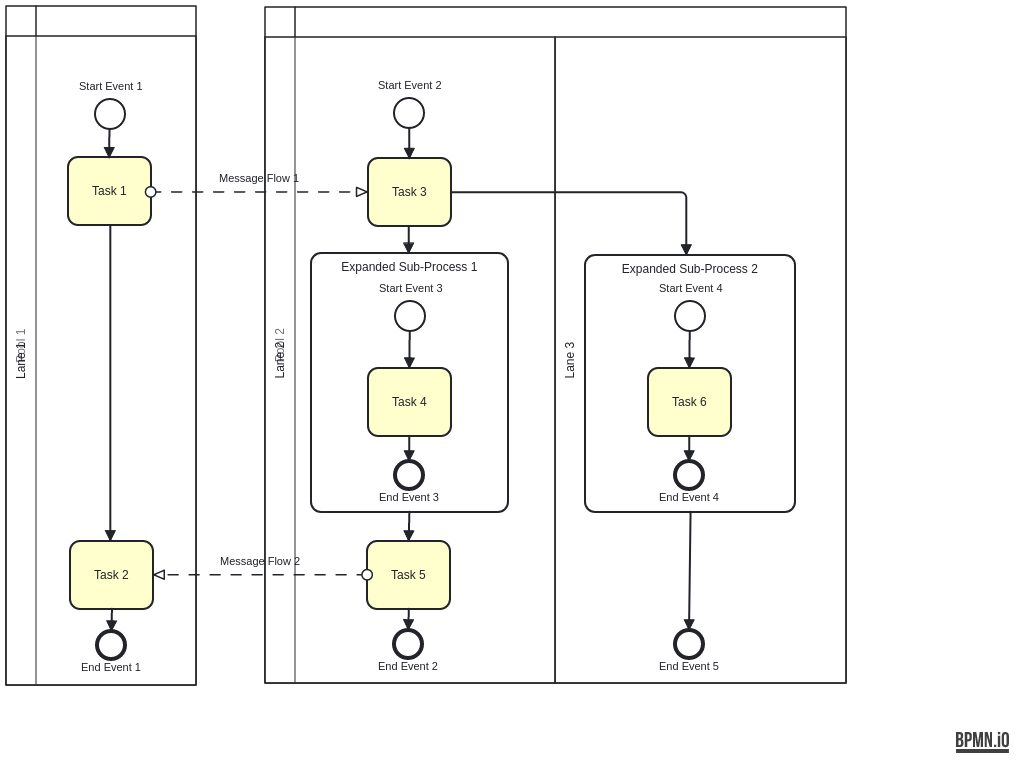 Start Event 1
Task 1
Pool 1
Lane 1
Task 2
End Event 1
Message Flow 1
Message Flow 2
Start Event 2
Task 3
Pool 2
Lane 2
Expanded Sub-Process 1
Start Event 3
Task 4
End Event 3
Task 5
End Event 2
Lane 3
Expanded Sub-Process 2
Start Event 4
Task 6
End Event 4
End Event 5
BPMN.iO